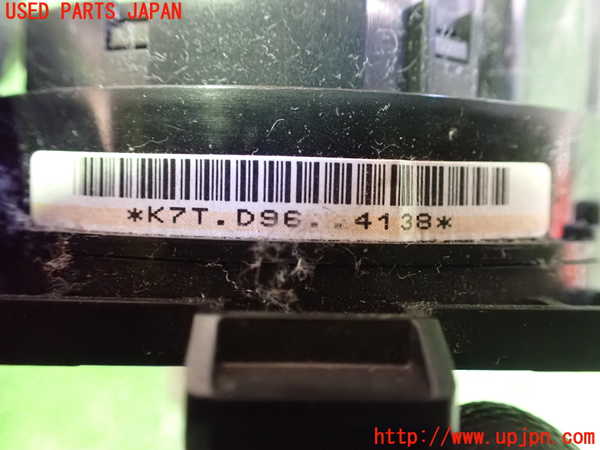 USED PARTS JAPAN
*K7T.D96. 4138*
http://www.upjpn.com/